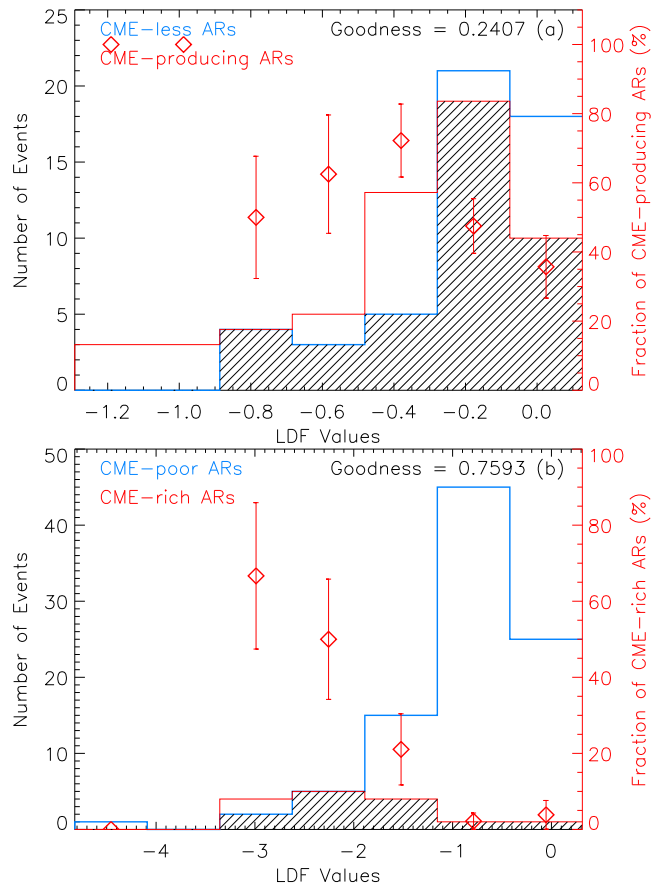 CME−less ARs
Goodness = 0.2407 (a)
CME−producing ARs
25
20
15
10
5
0
Number of Events
100
80
60
40
20
0
Fraction of CME−producing ARs (%)
−1.2 −1.0 −0.8 −0.6 −0.4 −0.2 0.0
LDF Values
CME−poor ARs
Goodness = 0.7593 (b)
CME−rich ARs
50
40
30
20
10
0
Number of Events
100
80
60
40
20
0
Fraction of CME−rich ARs (%)
−4 −3 −2 −1 0
LDF Values